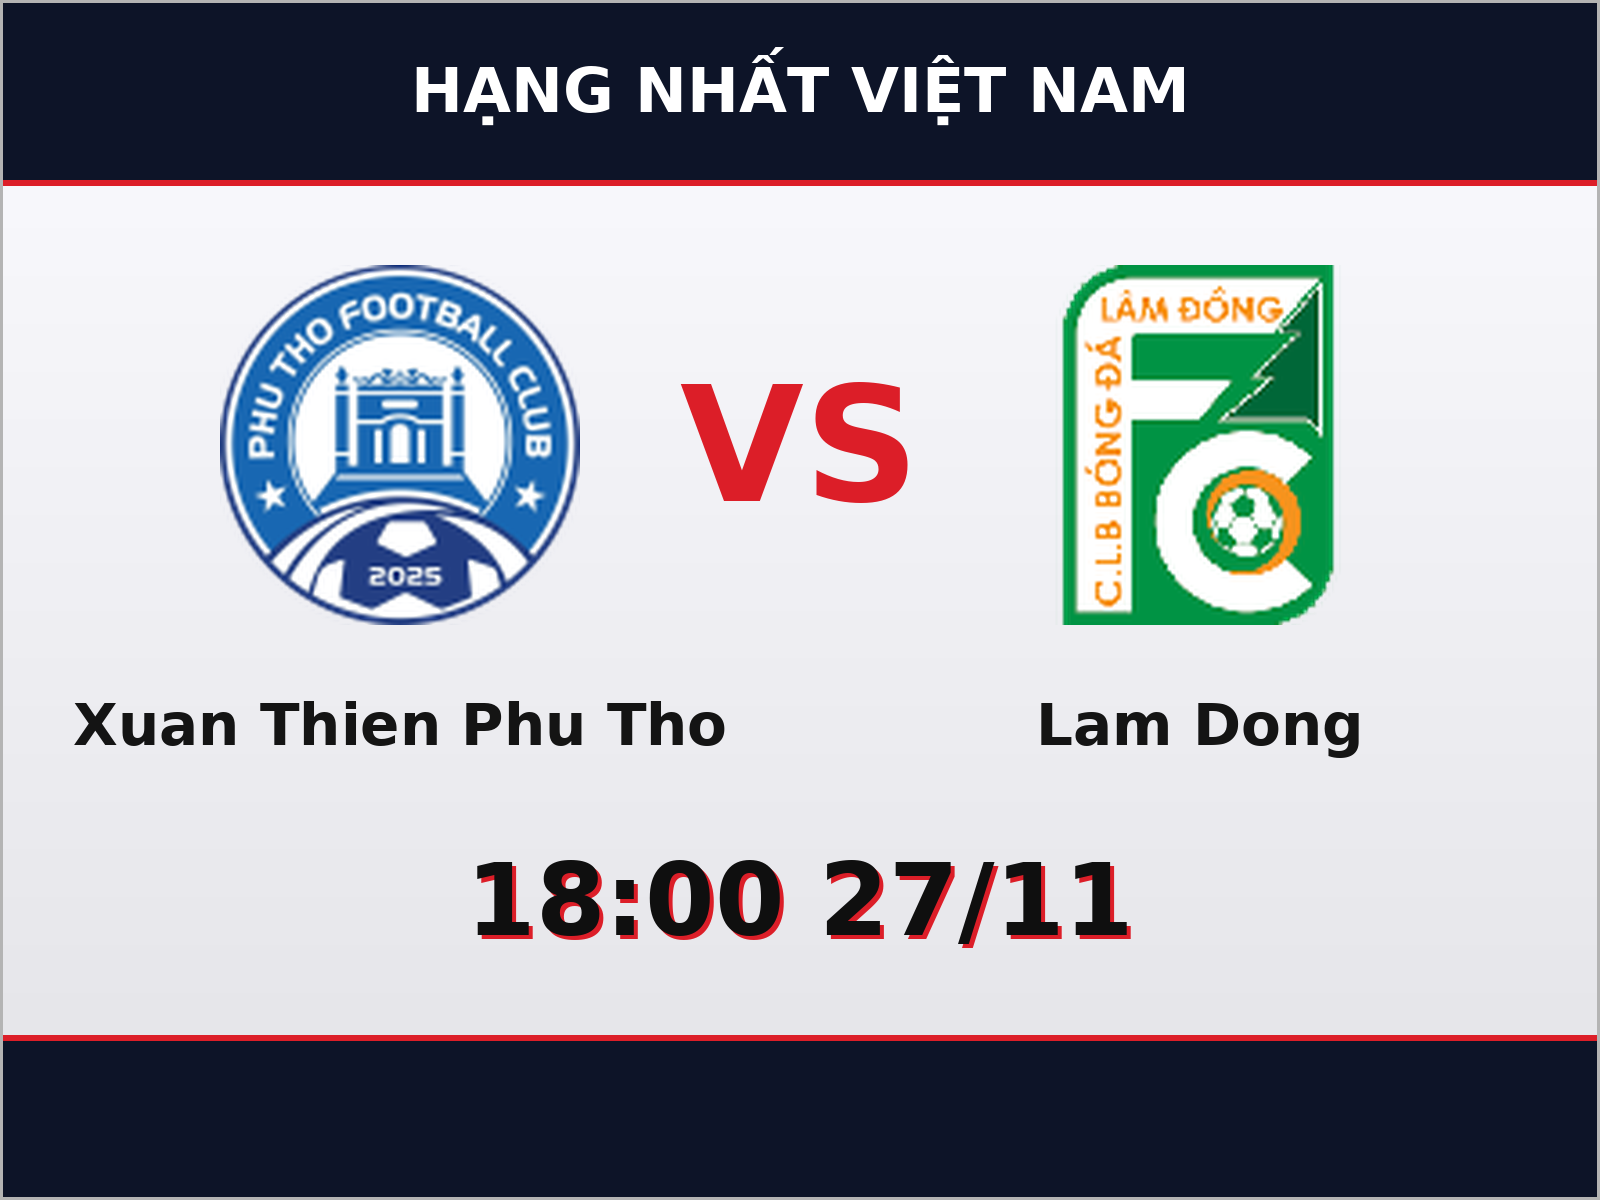 HẠNG NHẤT VIỆT NAM
PHU THO FOOTBALL CLUB
2025
VS
LÂM ĐỒNG
C.L.B BÓNG ĐÁ
Xuan Thien Phu Tho
Lam Dong
18:00 27/11